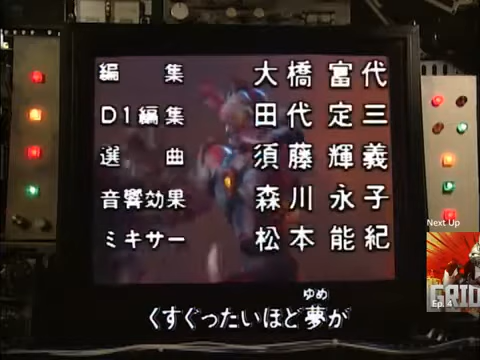 編集 大橋富代
D1編集 田代定三
選曲 須藤輝義
音響効果 森川永子
ミキサー 松本能紀
ゆめ
くすぐったいほど夢が
Next Up
GRID
Ep. 4